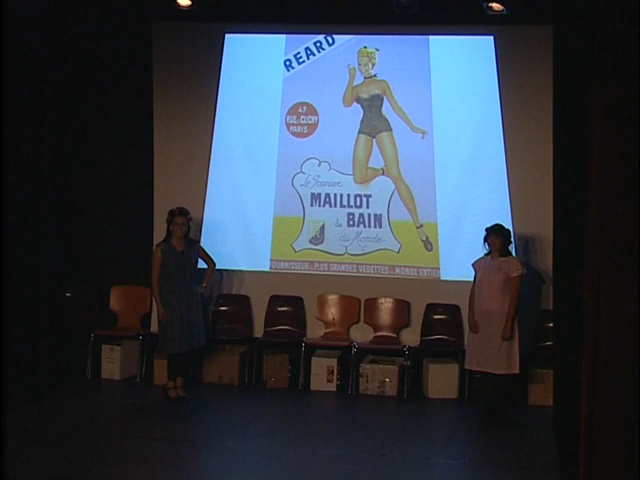 REARD
47
RUE DE CLICHY
PARIS
Le Premier
MAILLOT
de BAIN
du Monde
FOURNISSEUR DES PLUS GRANDES VEDETTES DU MONDE ENTIER